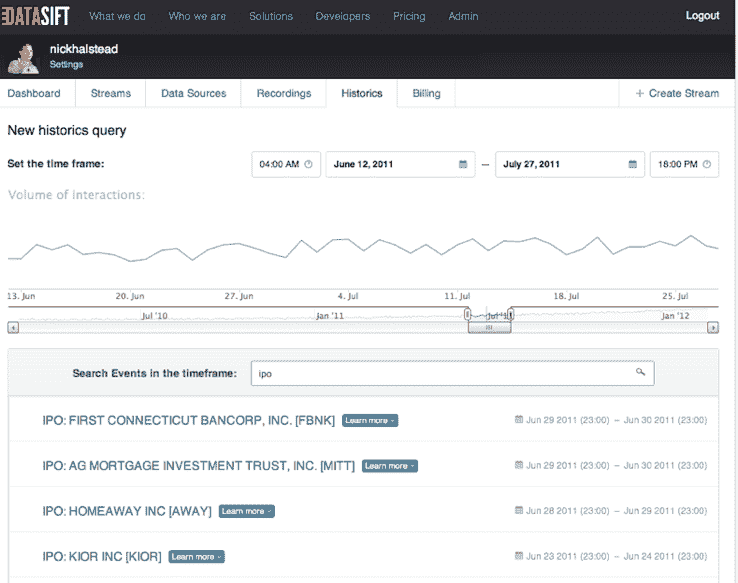 DATASIFT What we do Who we are Solutions Developers Pricing Admin Logout
nickhalstead
Settings
Dashboard Streams Data Sources Recordings Historics Billing + Create Stream
New historics query
Set the time frame: 04:00 AM June 12, 2011 — July 27, 2011 18:00 PM
Volume of Interactions:
13. Jun 20. Jun 27. Jun 4. Jul 11. Jul 18. Jul 25. Jul
Jul '10 Jan '11 Jul '11 Jan '12
Search Events in the timeframe: ipo
IPO: FIRST CONNECTICUT BANCORP, INC. [FBNK] Learn more - Jun 29 2011 (23:00) – Jun 30 2011 (23:00)
IPO: AG MORTGAGE INVESTMENT TRUST, INC. [MITT] Learn more - Jun 29 2011 (23:00) – Jun 30 2011 (23:00)
IPO: HOMEAWAY INC [AWAY] Learn more - Jun 28 2011 (23:00) – Jun 29 2011 (23:00)
IPO: KIOR INC [KIOR] Learn more - Jun 23 2011 (23:00) – Jun 24 2011 (23:00)